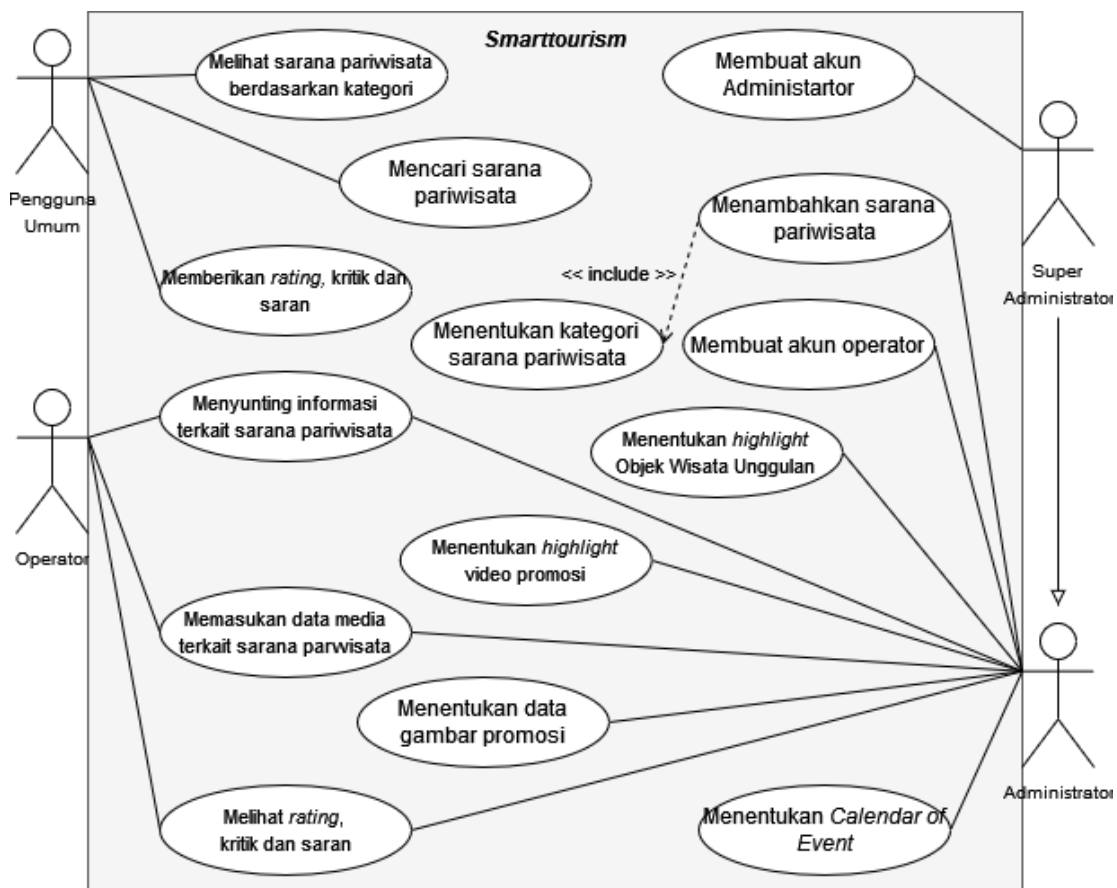 Smarttourism
Melihat sarana pariwisata
berdasarkan kategori
Membuat akun
Administartor
Mencari sarana
pariwisata
Pengguna
Umum
Menambahkan sarana
pariwisata
Memberikan rating, kritik dan
saran
<< include >>
Super
Administrator
Menentukan kategori
sarana pariwisata
Membuat akun operator
Menyunting informasi
terkait sarana pariwisata
Menentukan highlight
Objek Wisata Unggulan
Operator
Menentukan highlight
video promosi
Memasukan data media
terkait sarana parwisata
Menentukan data
gambar promosi
Administrator
Melihat rating,
kritik dan saran
Menentukan Calendar of
Event